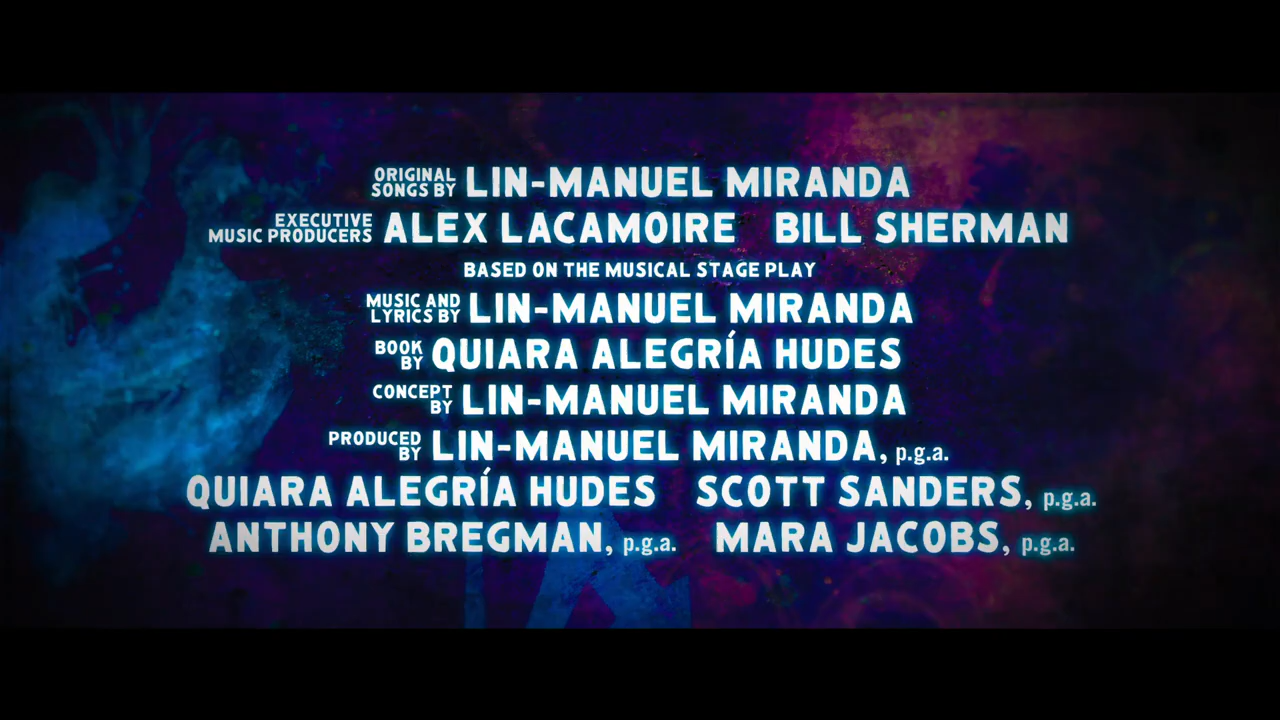 ORIGINAL SONGS BY LIN-MANUEL MIRANDA
EXECUTIVE MUSIC PRODUCERS ALEX LACAMOIRE BILL SHERMAN
BASED ON THE MUSICAL STAGE PLAY
MUSIC AND LYRICS BY LIN-MANUEL MIRANDA
BOOK BY QUIARA ALEGRÍA HUDES
CONCEPT BY LIN-MANUEL MIRANDA
PRODUCED BY LIN-MANUEL MIRANDA, p.g.a.
QUIARA ALEGRÍA HUDES SCOTT SANDERS, p.g.a.
ANTHONY BREGMAN, p.g.a. MARA JACOBS, p.g.a.